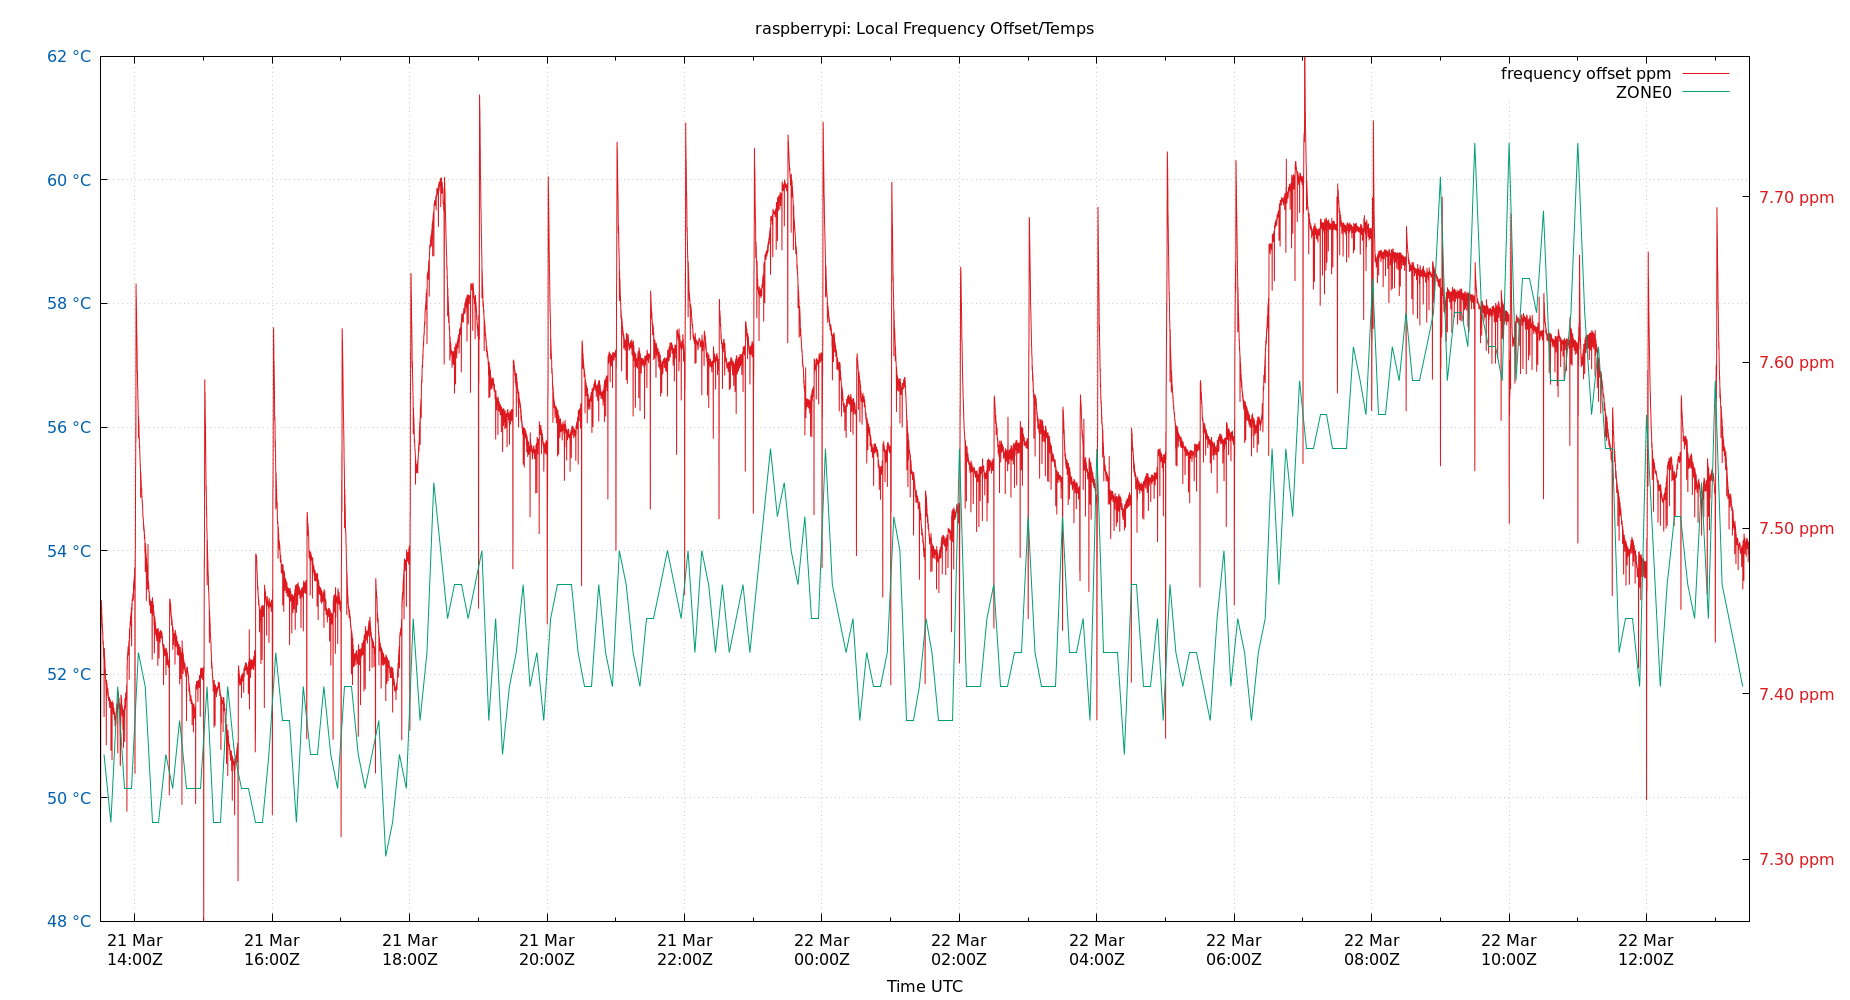 raspberrypi: Local Frequency Offset/Temps
62 °C
60 °C
58 °C
56 °C
54 °C
52 °C
50 °C
48 °C
frequency offset ppm
ZONE0
7.70 ppm
7.60 ppm
7.50 ppm
7.40 ppm
7.30 ppm
21 Mar
14:00Z
21 Mar
16:00Z
21 Mar
18:00Z
21 Mar
20:00Z
21 Mar
22:00Z
22 Mar
00:00Z
22 Mar
02:00Z
22 Mar
04:00Z
22 Mar
06:00Z
22 Mar
08:00Z
22 Mar
10:00Z
22 Mar
12:00Z
Time UTC